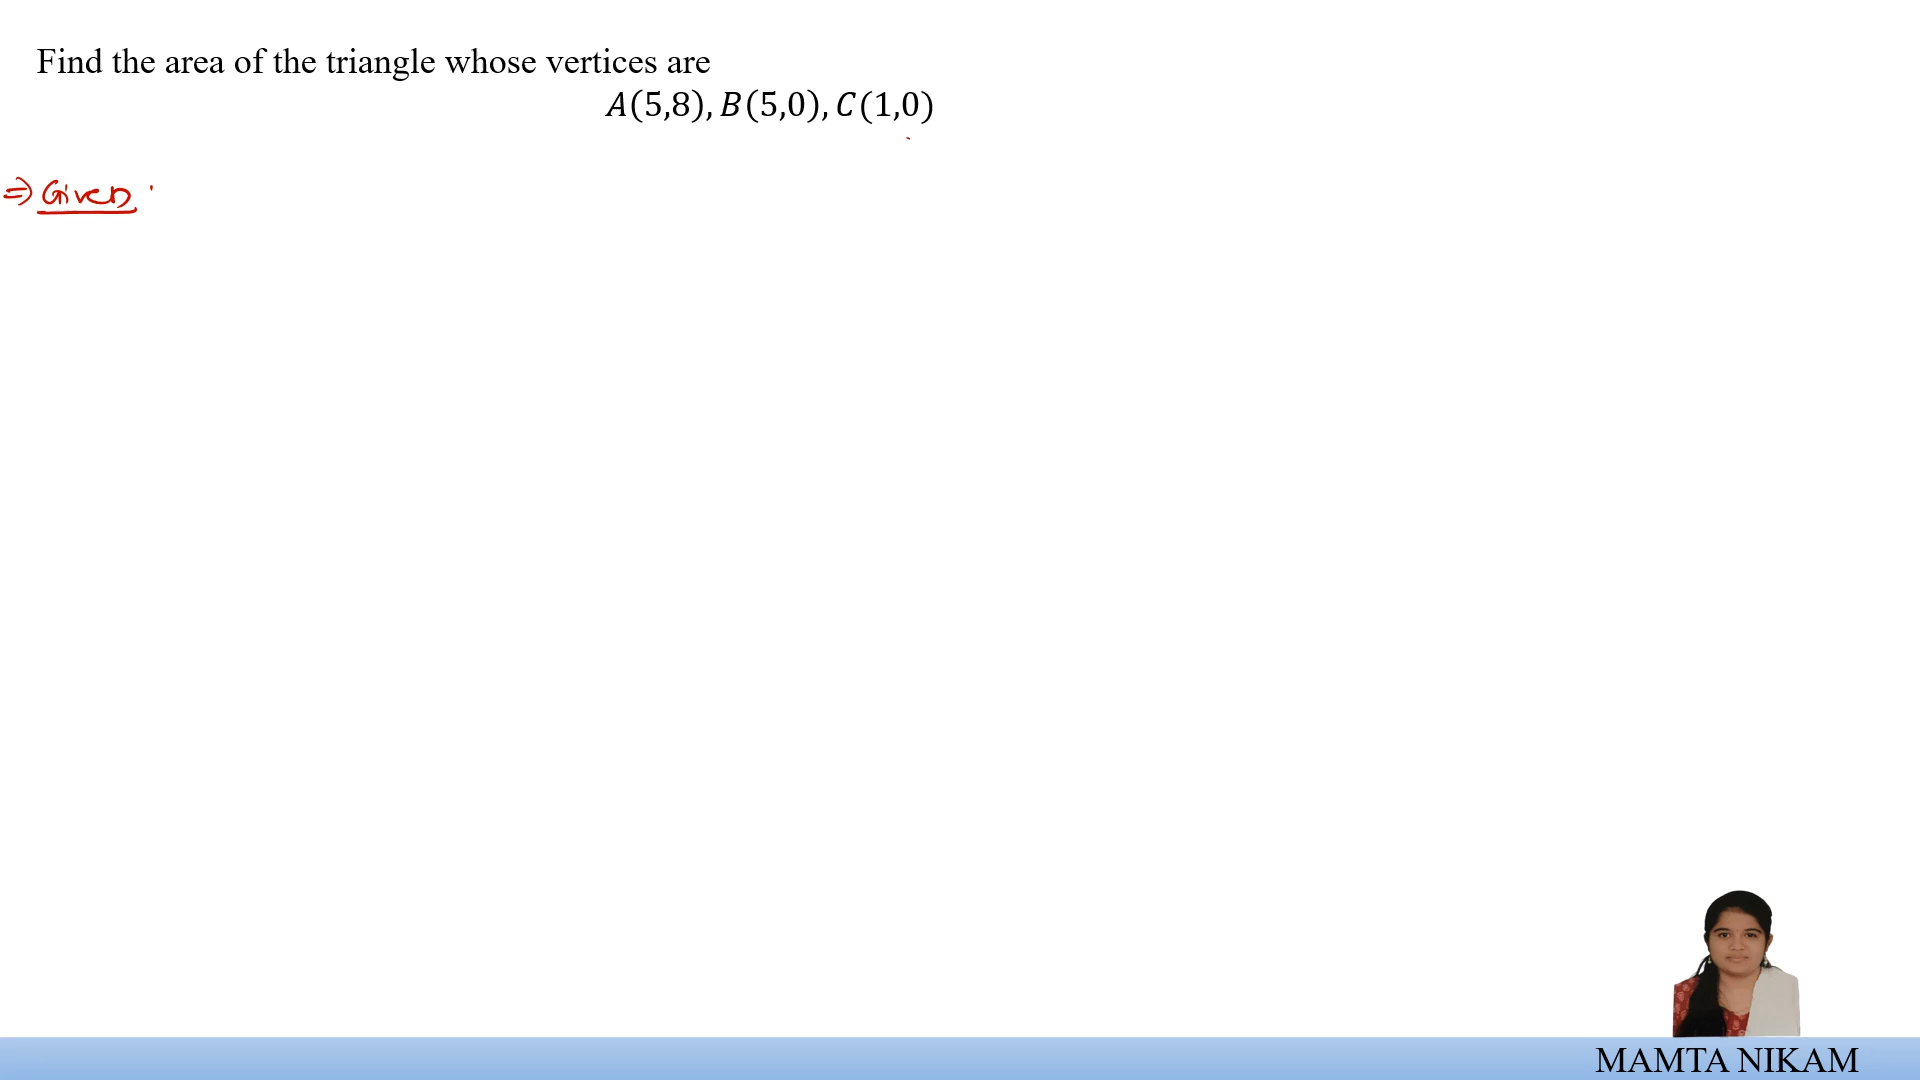 Find the area of the triangle whose vertices are
A(5,8), B(5,0), C(1,0)
⇒ Given
MAMTA NIKAM